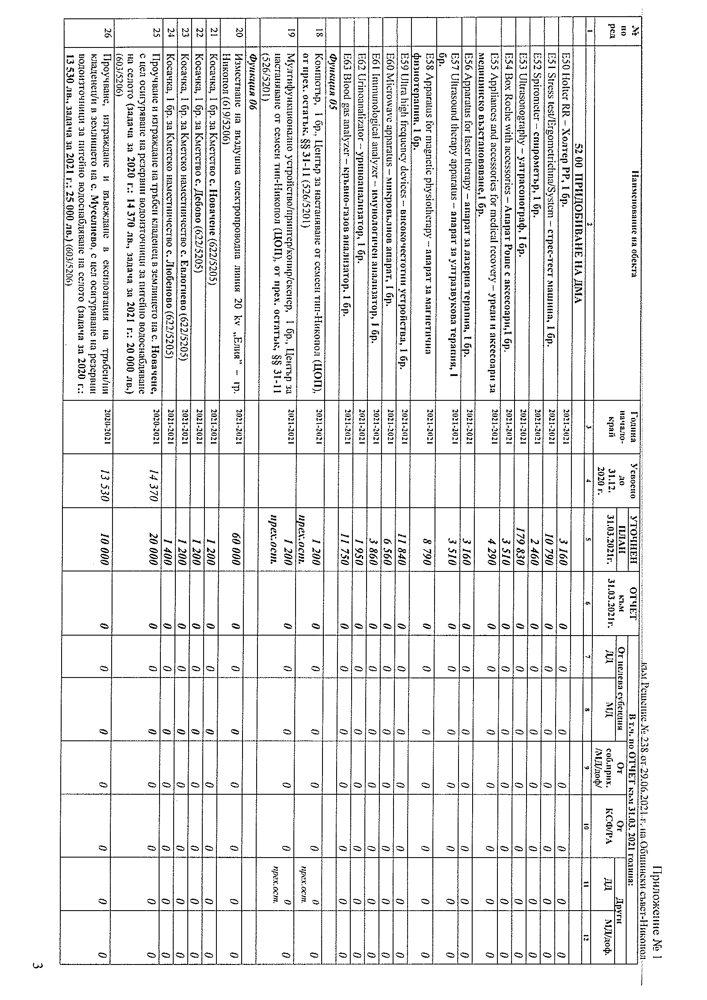 Приложение № 1
към Решение № 238 от 29.06.2021 г. на Общински съвет-Никопол
№ по ред
Наименование на обекта
Година начало-край
Усвоено до 31.12. 2020 г.
УТОЧНЕН ПЛАН 31.03.2021г.
ОТЧЕТ към 31.03.2021г.
В т.ч. по ОТЧЕТ към 31.03. 2021 година:
От целева субсидия
ДД
МД
От соб.прих. /МД/доф/
От КСФ/РА
Други
ДД
МД/доф.
1 2 3 4 5 6 7 8 9 10 11 12
52 00 ПРИДОБИВАНЕ НА ДМА
E50 Holter RR – Холтер РР, 1 бр. 2021-2021 3 160 0 0 0 0 0 0 0
E51 Stress test/Ergometrichna/System – стрес-тест машина, 1 бр. 2021-2021 10 790 0 0 0 0 0 0 0
E52 Spirometer – спирометър, 1 бр. 2021-2021 2 460 0 0 0 0 0 0 0
E53 Ultrasonography – ултрасонограф, 1 бр. 2021-2021 179 830 0 0 0 0 0 0 0
E54 Box Roche with accessories – Апарат Роше с аксесоари,1 бр. 2021-2021 3 510 0 0 0 0 0 0 0
E55 Appliances and accessories for medical recovery – уреди и аксесоари за
медицинско възстановяване,1 бр. 2021-2021 4 290 0 0 0 0 0 0 0
E56 Apparatus for laser therapy – апарат за лазерна терапия, 1 бр. 2021-2021 3 160 0 0 0 0 0 0 0
E57 Ultrasound therapy apparatus – апарат за ултразвукова терапия, 1
бр. 2021-2021 3 510 0 0 0 0 0 0 0
E58 Apparatus for magnetic physiotherapy – апарат за магнетична
физиотерапия, 1 бр. 2021-2021 8 790 0 0 0 0 0 0 0
E59 Ultra high frequency devices – високочестотни устройства, 1 бр. 2021-2021 11 840 0 0 0 0 0 0 0
E60 Microwave apparatus – микровълнов апарат, 1 бр. 2021-2021 6 560 0 0 0 0 0 0 0
E61 Immunological analyzer – имунологичен анализатор, 1 бр. 2021-2021 3 860 0 0 0 0 0 0 0
E62 Urinoanalizator – уриноанализатор, 1 бр. 2021-2021 1 950 0 0 0 0 0 0 0
E63 Blood gas analyzer – кръвно-газов анализатор, 1 бр. 2021-2021 11 750 0 0 0 0 0 0 0
Функция 05
18 Компютър, 1 бр., Център за настаняване от семеен тип-Никопол (ЦОП), 2021-2021 1 200 0 0 0 0 0 0 0
от прех. остатък, §§ 31-11 (526/5201) прех.ост. прех.ост.
19 Мултифункционално устройство/принтер/копир/скенер, 1 бр., Център за 2021-2021 1 200 0 0 0 0 0 0 0
настаняване от семеен тип-Никопол (ЦОП), от прех. остатък, §§ 31-11 прех.ост. прех.ост.
(526/5201)
Функция 06
20 Изместване на въздушна електропроводна линия 20 kv „Елия” – гр. 2021-2021 60 000 0 0 0 0 0 0 0
Никопол (619/5206)
21 Косачка, 1 бр. за Кметство с. Новачене (622/5205) 2021-2021 1 200 0 0 0 0 0 0 0
22 Косачка, 1 бр. за Кметство с. Дебово (622/5205) 2021-2021 1 200 0 0 0 0 0 0 0
23 Косачка, 1 бр. за Кметско наместничество с. Евлогиево (622/5205) 2021-2021 1 200 0 0 0 0 0 0 0
24 Косачка, 1 бр. за Кметско наместничество с. Любеново (622/5205) 2021-2021 1 400 0 0 0 0 0 0 0
25 Проучване и изграждане на тръбен кладенец в землището на с. Новачене, 2020-2021 14 370 20 000 0 0 0 0 0 0 0
с цел осигуряване на резервни водоизточници за питейно водоснабдяване
на селото (задача за 2020 г.: 14 370 лв., задача за 2021 г.: 20 000 лв.)
(603/5206)
26 Проучване, изграждане и въвеждане в експлоатация на тръбен/ни 2020-2021 13 530 10 000 0 0 0 0 0 0 0
кладенец/и в землището на с. Муселиево, с цел осигуряване на резервни
водоизточници за питейно водоснабдяване на селото (задача за 2020 г.:
13 530 лв., задача за 2021 г.: 25 000 лв.) (603/5206)
3